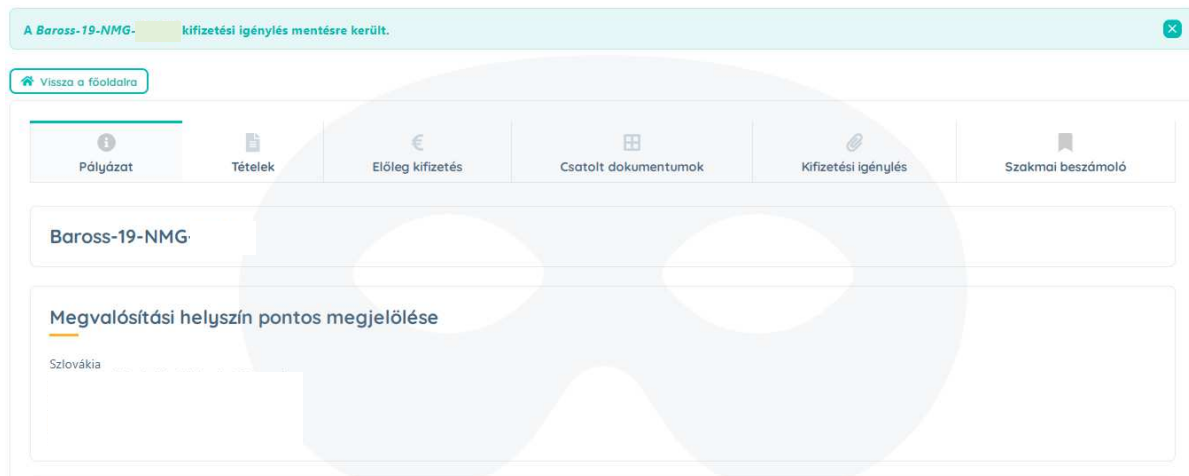 A Baross-19-NMG- kifizetési igénylés mentésre került.
Vissza a főoldalra
Pályázat
Tételek
Előleg kifizetés
Csatolt dokumentumok
Kifizetési igénylés
Szakmai beszámoló
Baross-19-NMG-
Megvalósítási helyszín pontos megjelölése
Szlovákia